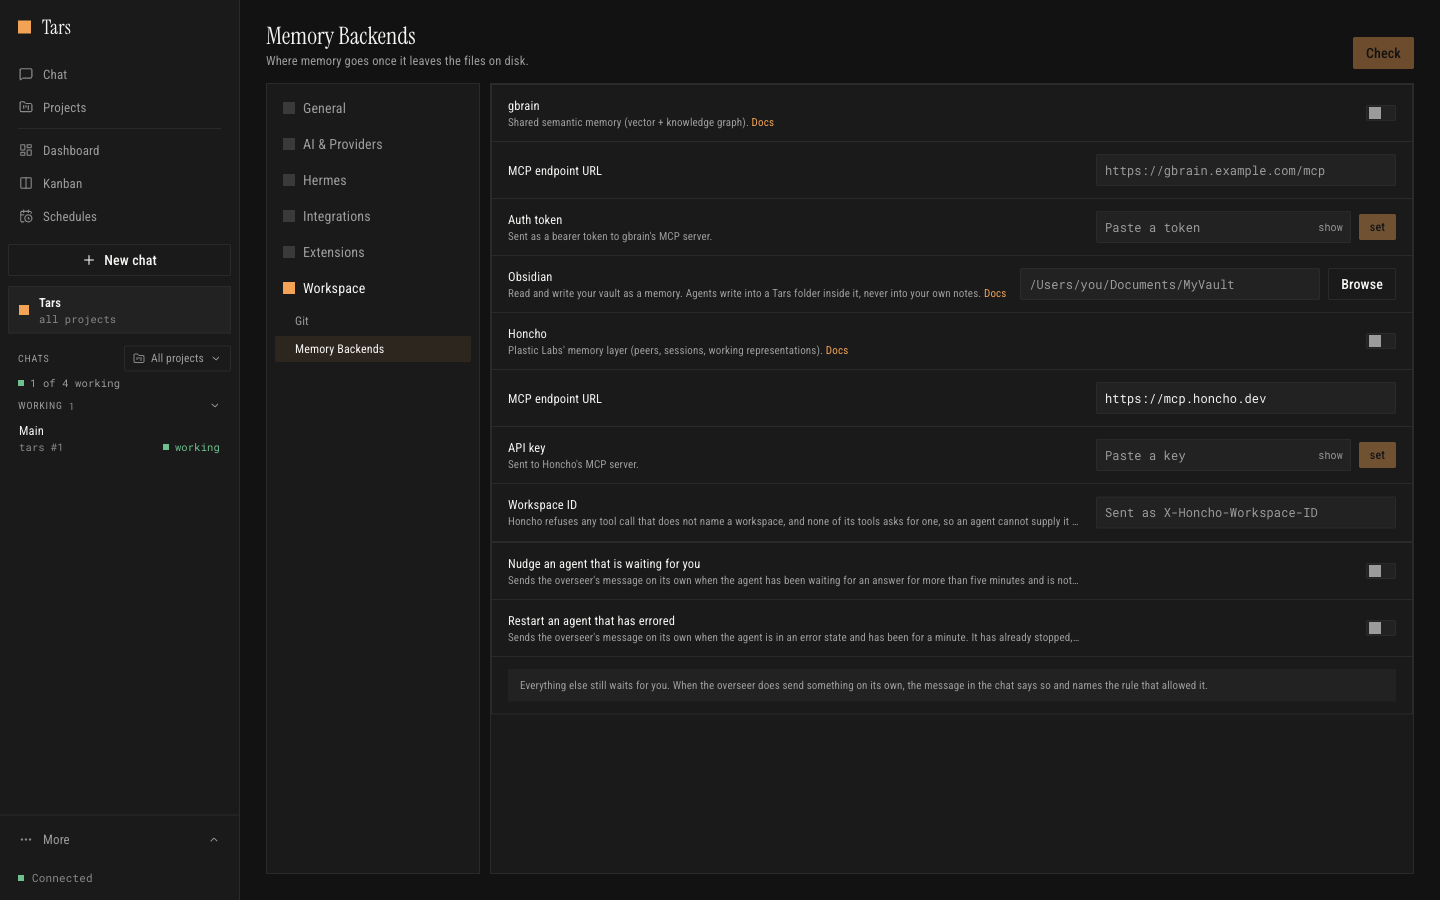 Tars
Chat
Projects
Dashboard
Kanban
Schedules
New chat
Tars
all projects
CHATS
All projects
1 of 4 working
WORKING 1
Main
tars #1
working
More
Connected
Memory Backends
Where memory goes once it leaves the files on disk.
Check
General
AI & Providers
Hermes
Integrations
Extensions
Workspace
Git
Memory Backends
gbrain
Shared semantic memory (vector + knowledge graph). Docs
MCP endpoint URL
https://gbrain.example.com/mcp
Auth token
Sent as a bearer token to gbrain's MCP server.
Paste a token
show
set
Obsidian
Read and write your vault as a memory. Agents write into a Tars folder inside it, never into your own notes. Docs
/Users/you/Documents/MyVault
Browse
Honcho
Plastic Labs' memory layer (peers, sessions, working representations). Docs
MCP endpoint URL
https://mcp.honcho.dev
API key
Sent to Honcho's MCP server.
Paste a key
show
set
Workspace ID
Honcho refuses any tool call that does not name a workspace, and none of its tools asks for one, so an agent cannot supply it …
Sent as X-Honcho-Workspace-ID
Nudge an agent that is waiting for you
Sends the overseer's message on its own when the agent has been waiting for an answer for more than five minutes and is not…
Restart an agent that has errored
Sends the overseer's message on its own when the agent is in an error state and has been for a minute. It has already stopped,…
Everything else still waits for you. When the overseer does send something on its own, the message in the chat says so and names the rule that allowed it.